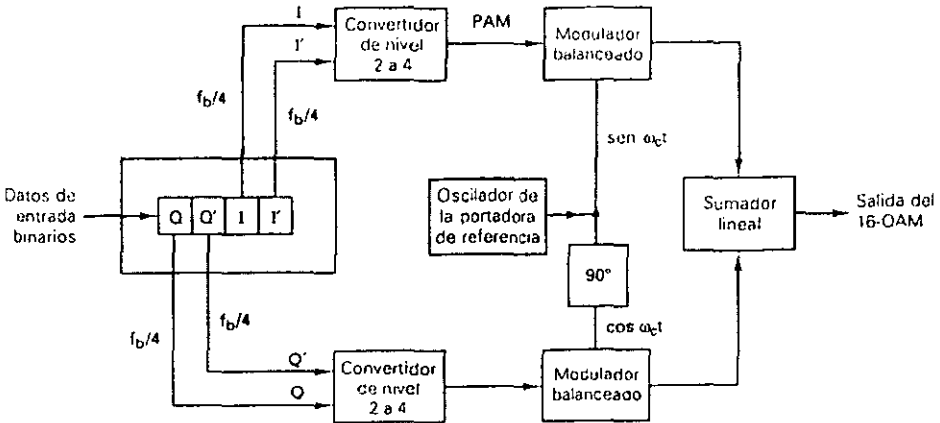 I
I'
Convertidor
de nivel
2 a 4
PAM
Modulador
balanceado
f_b/4
f_b/4
sen ω_ct
Datos de
entrada
binarios
Q Q' I I'
Oscilador de
la portadora
de referencia
Sumador
lineal
Salida del
16-QAM
90°
f_b/4
f_b/4
cos ω_ct
Q'
Q
Convertidor
de nivel
2 a 4
Modulador
balanceado